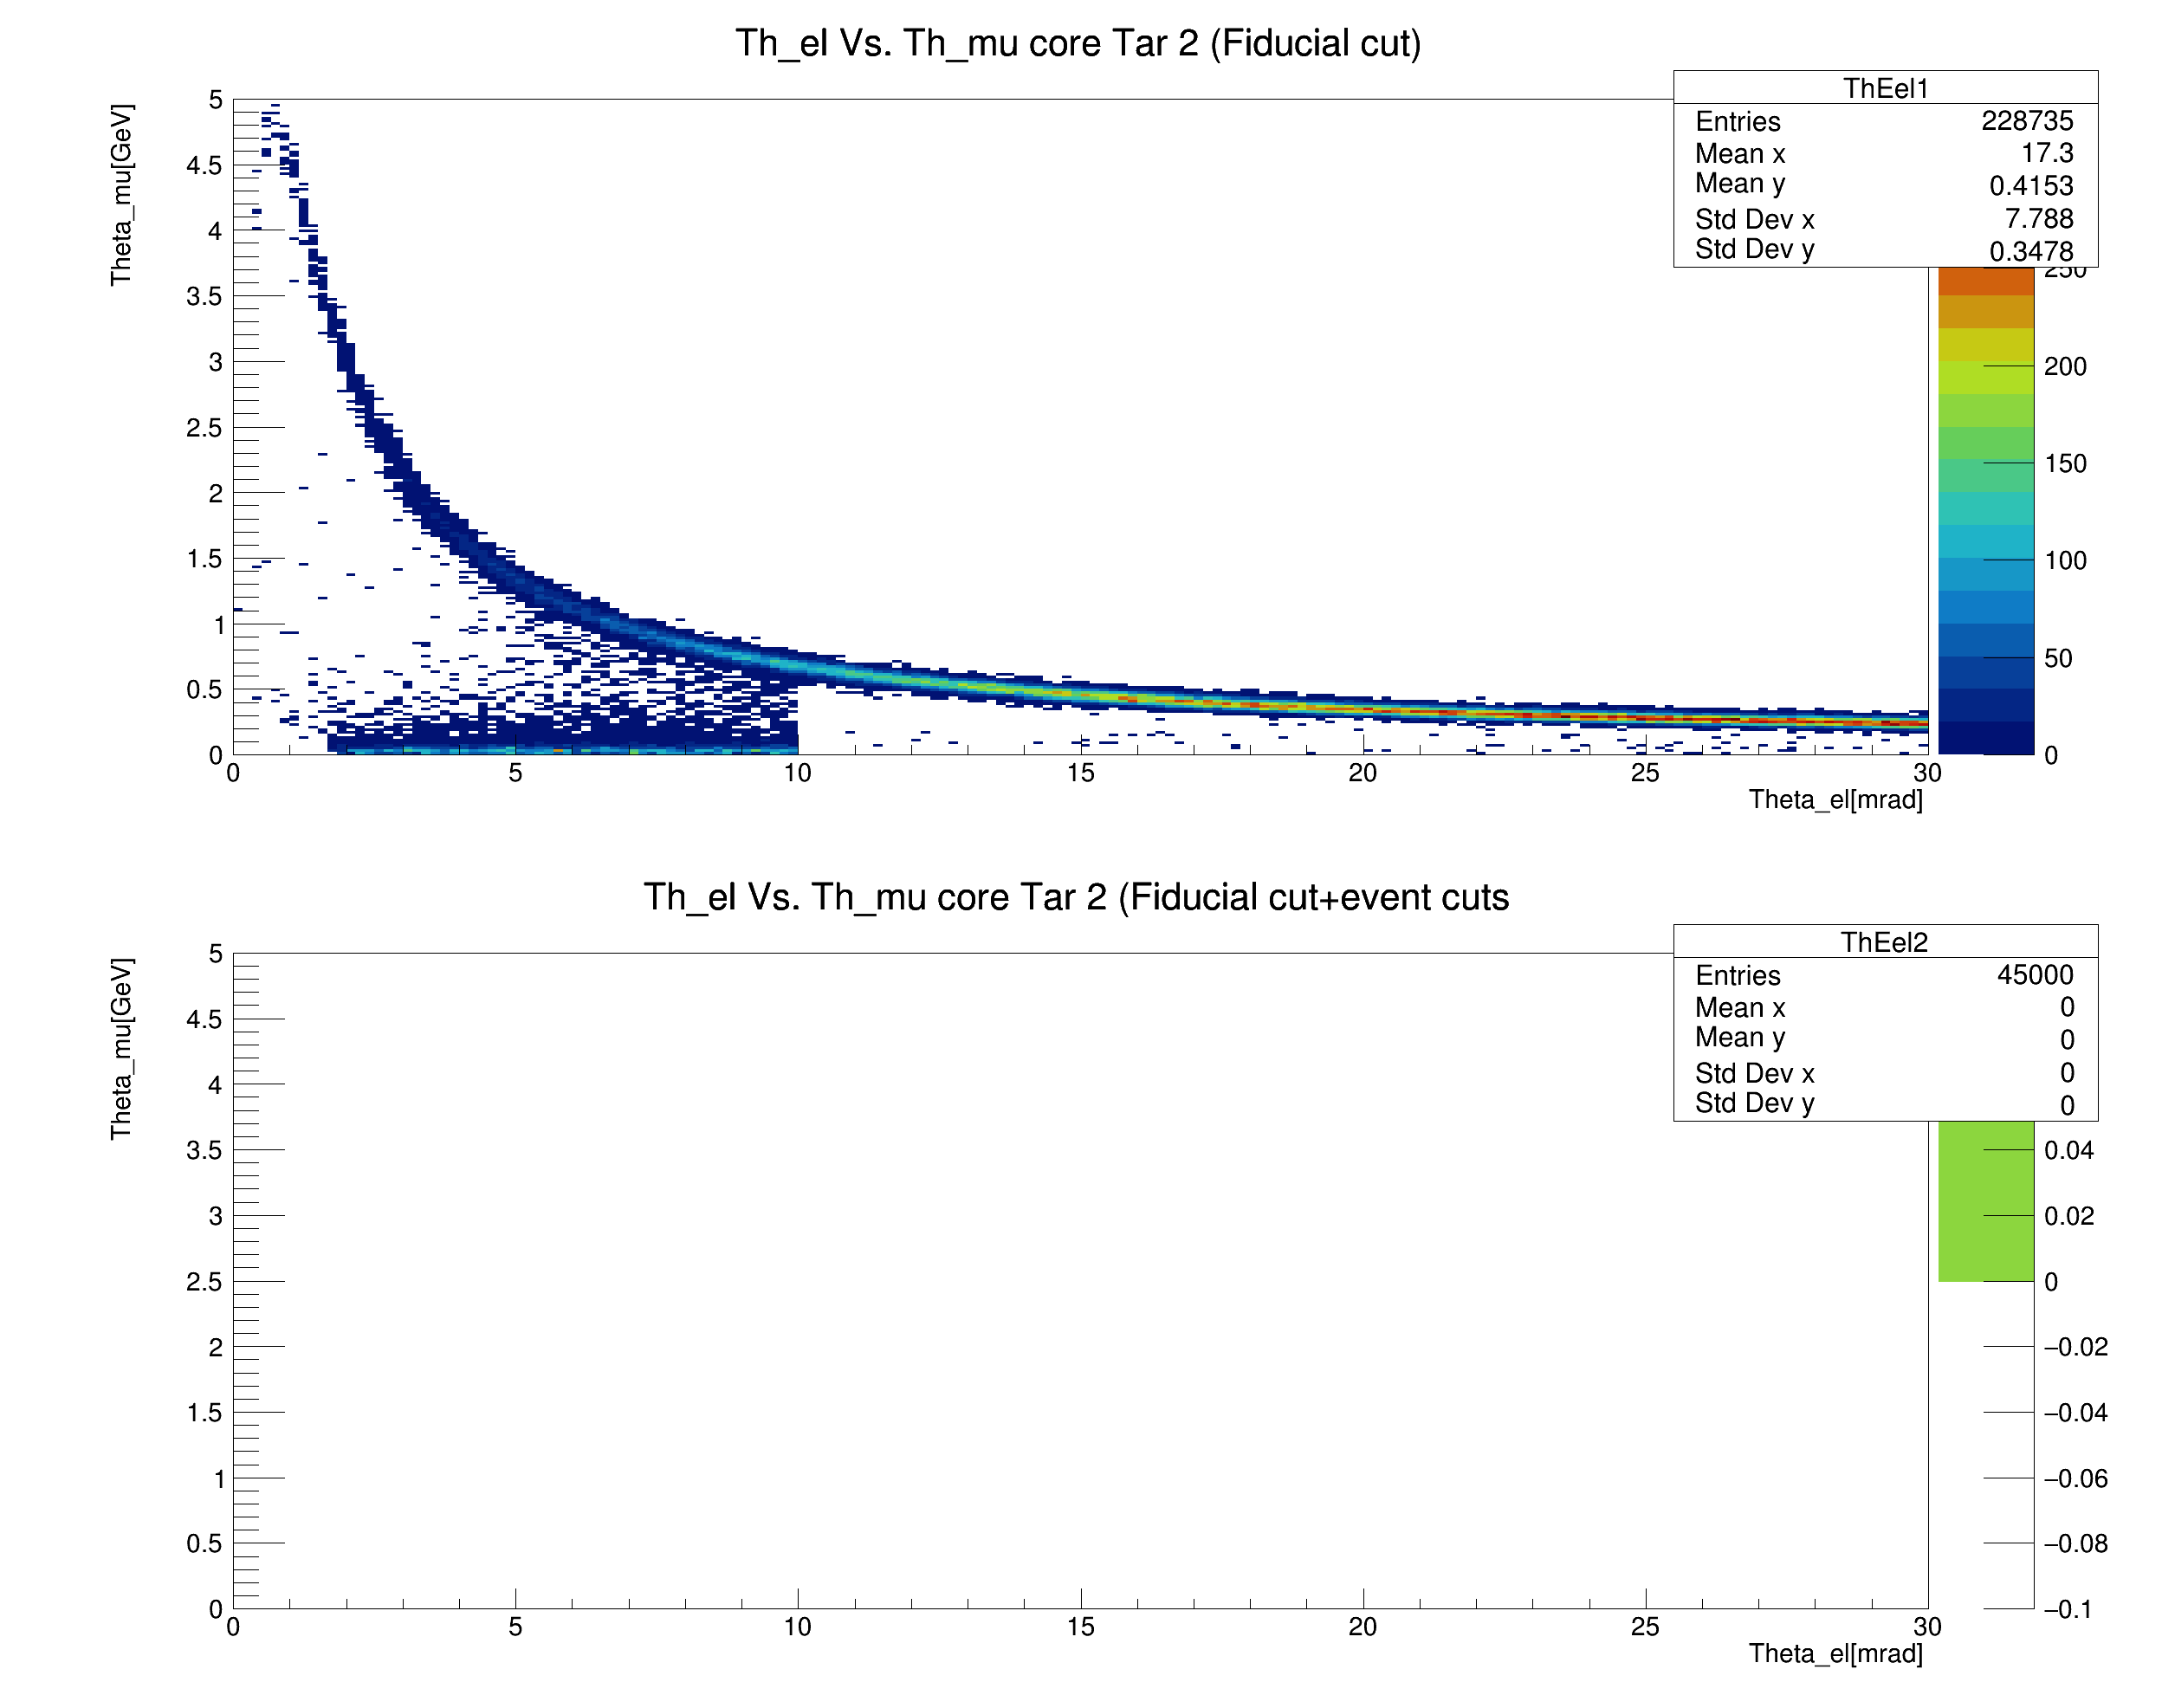 Th_el Vs. Th_mu core Tar 2 (Fiducial cut)
Theta_mu[GeV]
5
4.5
4
3.5
3
2.5
2
1.5
1
0.5
0
0 5 10 15 20 25 30
Theta_el[mrad]
ThEel1
Entries 228735
Mean x 17.3
Mean y 0.4153
Std Dev x 7.788
Std Dev y 0.3478
250
200
150
100
50
0
Th_el Vs. Th_mu core Tar 2 (Fiducial cut+event cuts
Theta_mu[GeV]
5
4.5
4
3.5
3
2.5
2
1.5
1
0.5
0
0 5 10 15 20 25 30
Theta_el[mrad]
ThEel2
Entries 45000
Mean x 0
Mean y 0
Std Dev x 0
Std Dev y 0
0.04
0.02
0
−0.02
−0.04
−0.06
−0.08
−0.1